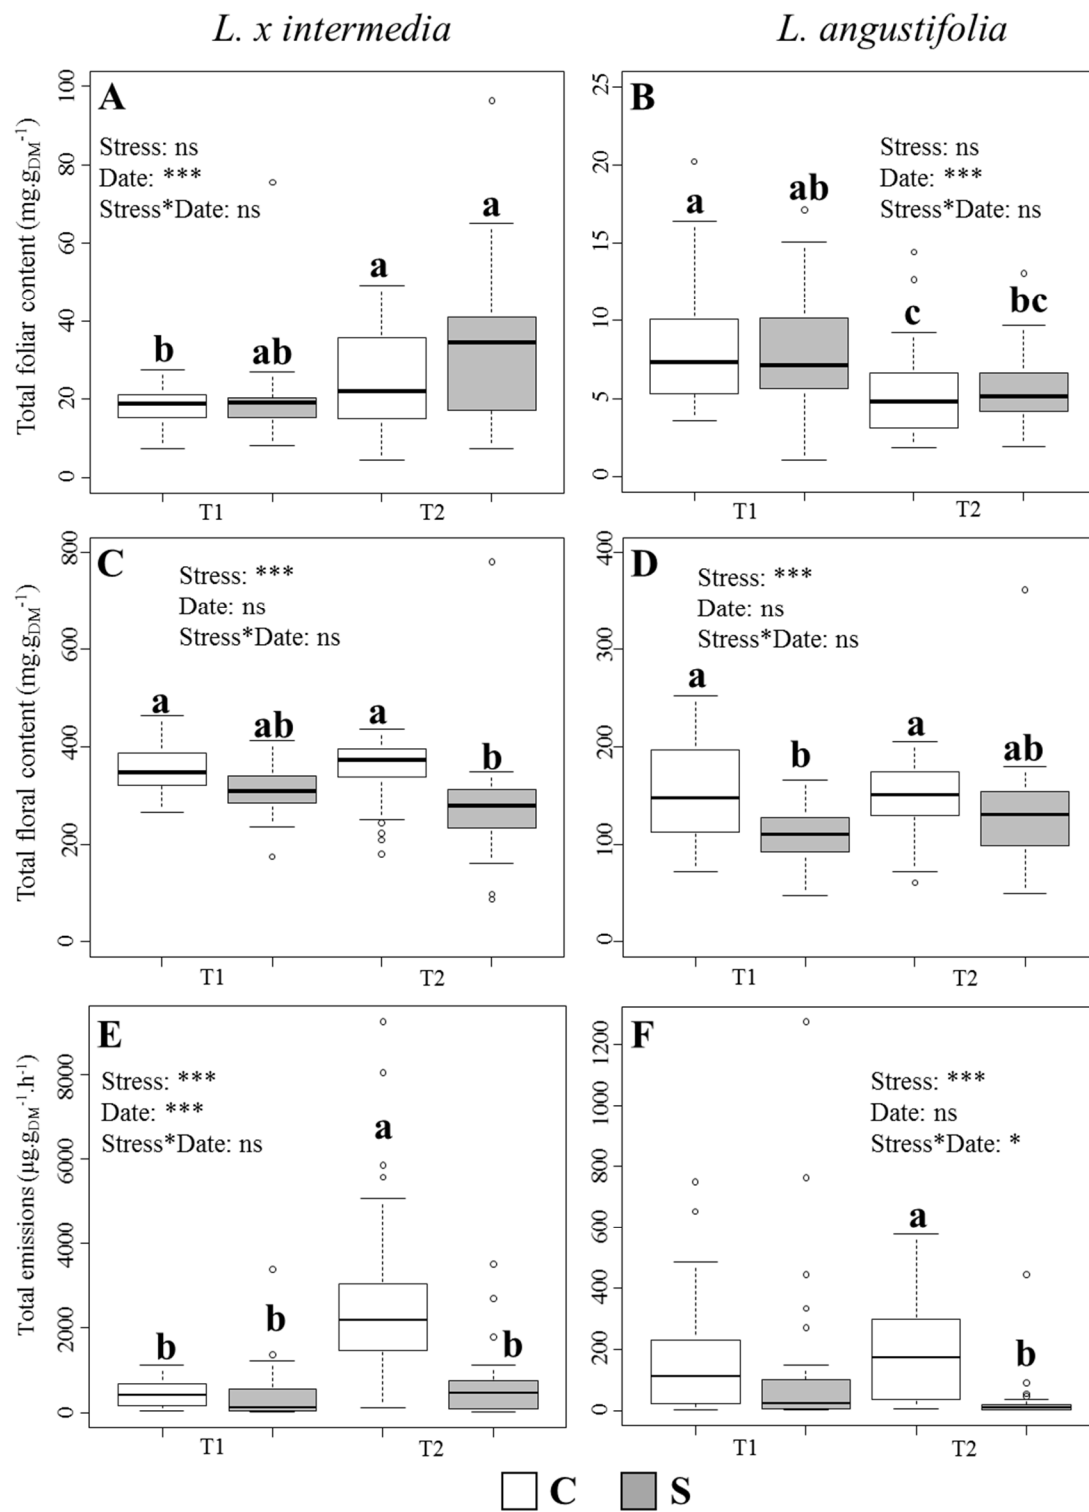 L. x intermedia
L. angustifolia
A
Stress: ns
Date: ***
Stress*Date: ns
Total foliar content (mg.gDM-1)
0
20
40
60
80
100
b
ab
a
a
T1
T2
B
Stress: ns
Date: ***
Stress*Date: ns
0
5
10
15
20
25
a
ab
c
bc
T1
T2
C
Stress: ***
Date: ns
Stress*Date: ns
Total floral content (mg.gDM-1)
0
200
400
600
800
a
ab
a
b
T1
T2
D
Stress: ***
Date: ns
Stress*Date: ns
0
100
200
300
400
a
b
a
ab
T1
T2
E
Stress: ***
Date: ***
Stress*Date: ns
Total emissions (µg.gDM-1.h-1)
0
2000
4000
6000
8000
b
b
a
b
T1
T2
F
Stress: ***
Date: ns
Stress*Date: *
0
200
400
600
800
1000
1200
a
b
T1
T2
C
S